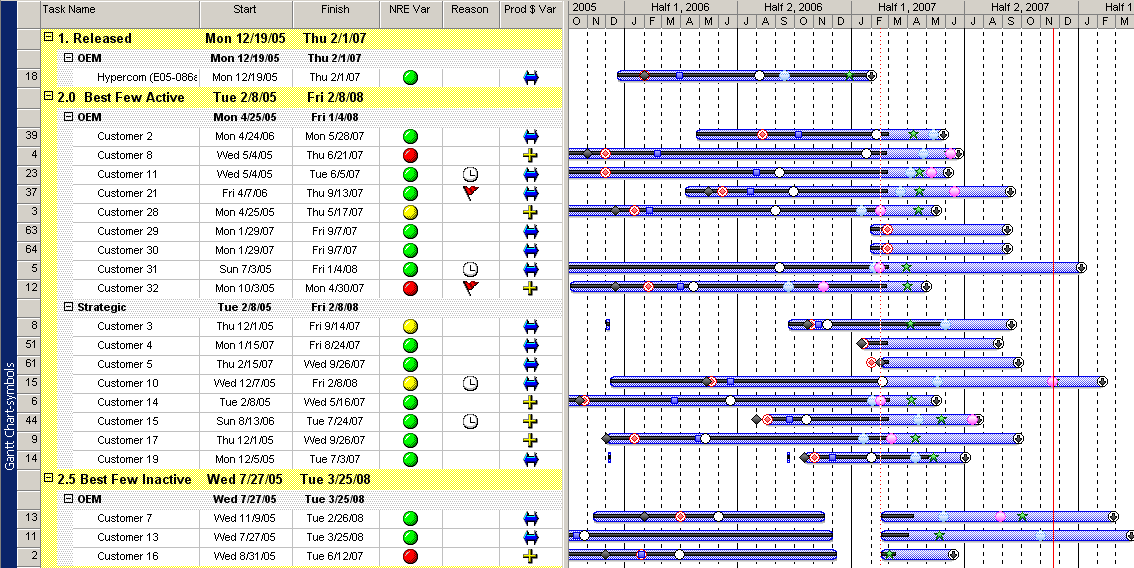 Task Name Start Finish NRE Var Reason Prod $ Var 2005 Half 1, 2006 Half 2, 2006 Half 1, 2007 Half 2, 2007 Half 1
O N D J F M A M J J A S O N D J F M A M J J A S O N D J F M
1. Released Mon 12/19/05 Thu 2/1/07
OEM Mon 12/19/05 Thu 2/1/07
18 Hypercom (E05-086 Mon 12/19/05 Thu 2/1/07
2.0 Best Few Active Tue 2/8/05 Fri 2/8/08
OEM Mon 4/25/05 Fri 1/4/08
39 Customer 2 Mon 4/24/06 Mon 5/28/07
4 Customer 8 Wed 5/4/05 Thu 6/21/07
23 Customer 11 Wed 5/4/05 Tue 6/5/07
37 Customer 21 Fri 4/7/06 Thu 9/13/07
3 Customer 28 Mon 4/25/05 Thu 5/17/07
63 Customer 29 Mon 1/29/07 Fri 9/7/07
64 Customer 30 Mon 1/29/07 Fri 9/7/07
5 Customer 31 Sun 7/3/05 Fri 1/4/08
12 Customer 32 Mon 10/3/05 Mon 4/30/07
Strategic Tue 2/8/05 Fri 2/8/08
8 Customer 3 Thu 12/1/05 Fri 9/14/07
51 Customer 4 Mon 1/15/07 Fri 8/24/07
61 Customer 5 Thu 2/15/07 Wed 9/26/07
15 Customer 10 Wed 12/7/05 Fri 2/8/08
6 Customer 14 Tue 2/8/05 Wed 5/16/07
44 Customer 15 Sun 8/13/06 Tue 7/24/07
9 Customer 17 Thu 12/1/05 Wed 9/26/07
14 Customer 19 Mon 12/5/05 Tue 7/3/07
2.5 Best Few Inactive Wed 7/27/05 Tue 3/25/08
OEM Wed 7/27/05 Tue 3/25/08
13 Customer 7 Wed 11/9/05 Tue 2/26/08
11 Customer 13 Wed 7/27/05 Tue 3/25/08
2 Customer 16 Wed 8/31/05 Tue 6/12/07
Gantt Chart-symbols